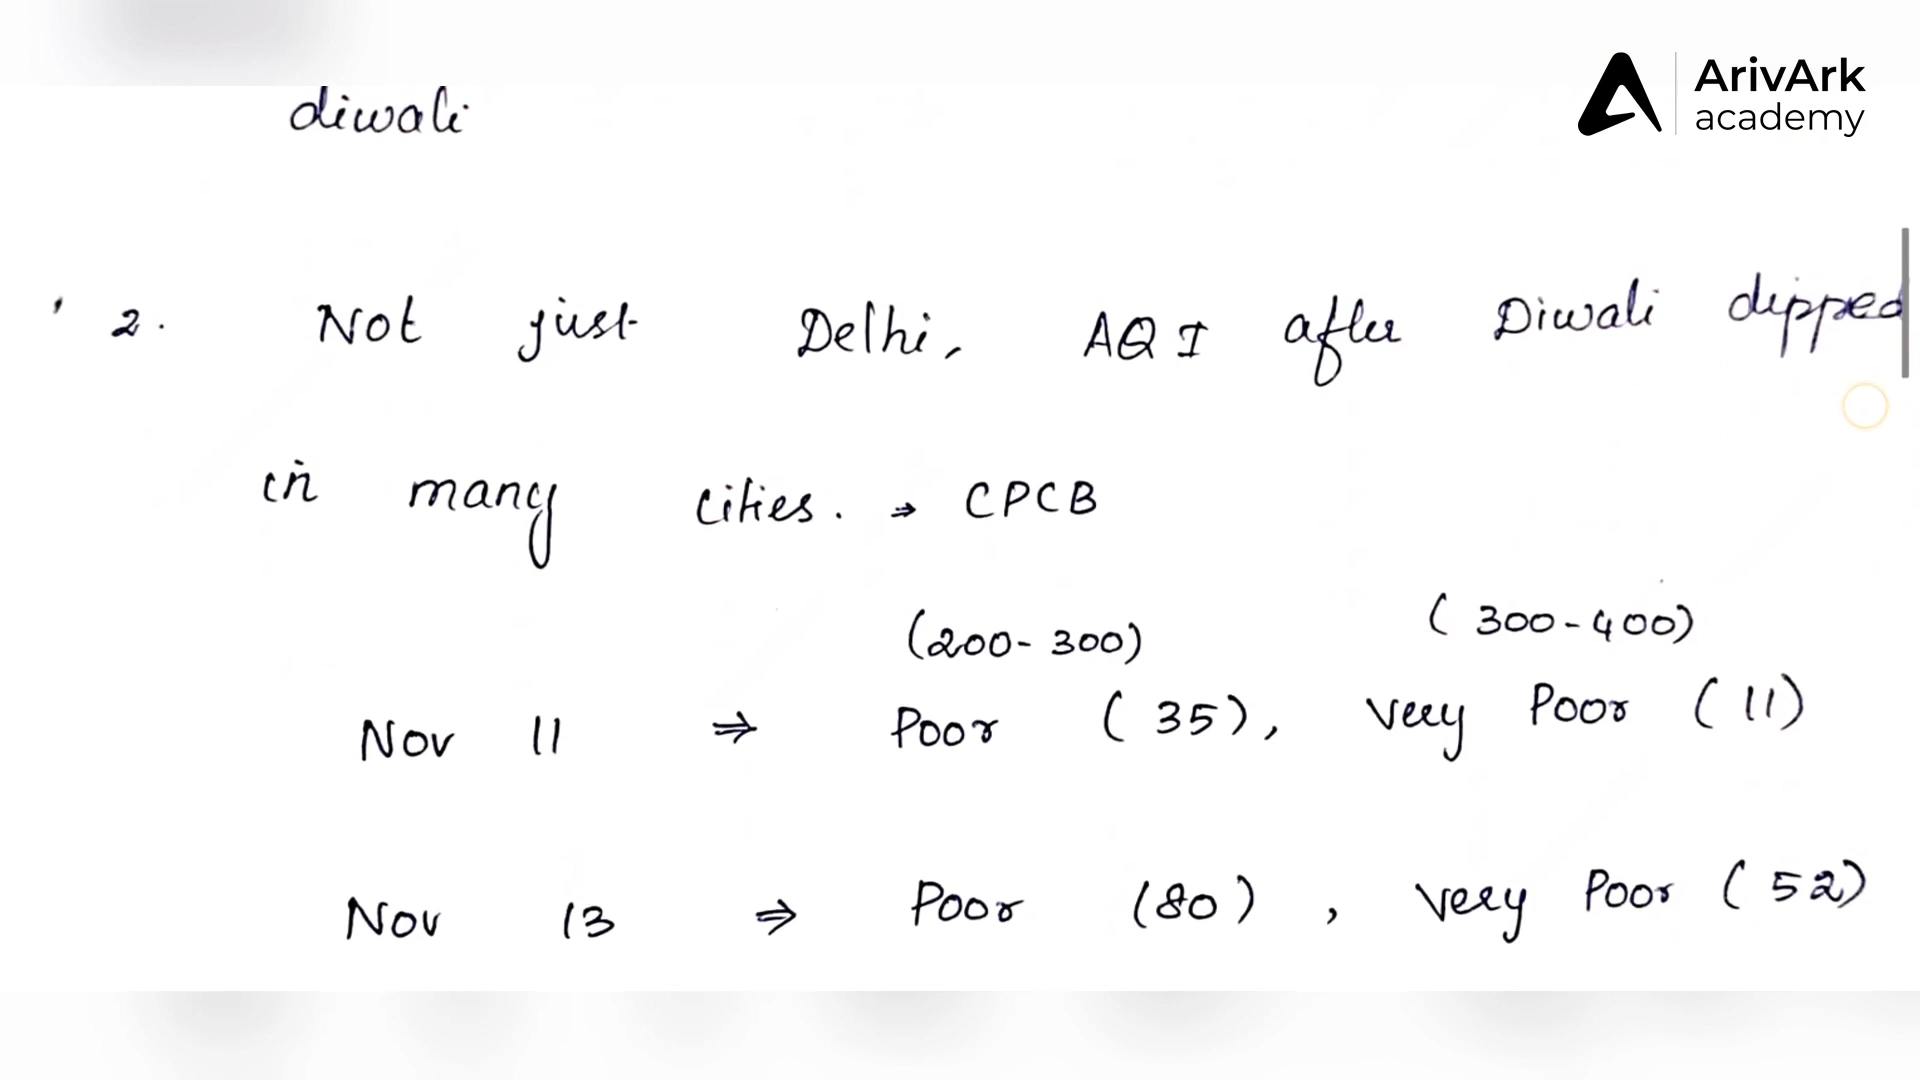 ArivArk
academy
diwali
2. Not just Delhi, AQI after Diwali dipped
in many cities. → CPCB
(200-300) (300-400)
Nov 11 ⇒ Poor (35), Very Poor (11)
Nov 13 ⇒ Poor (80), Very Poor (52)